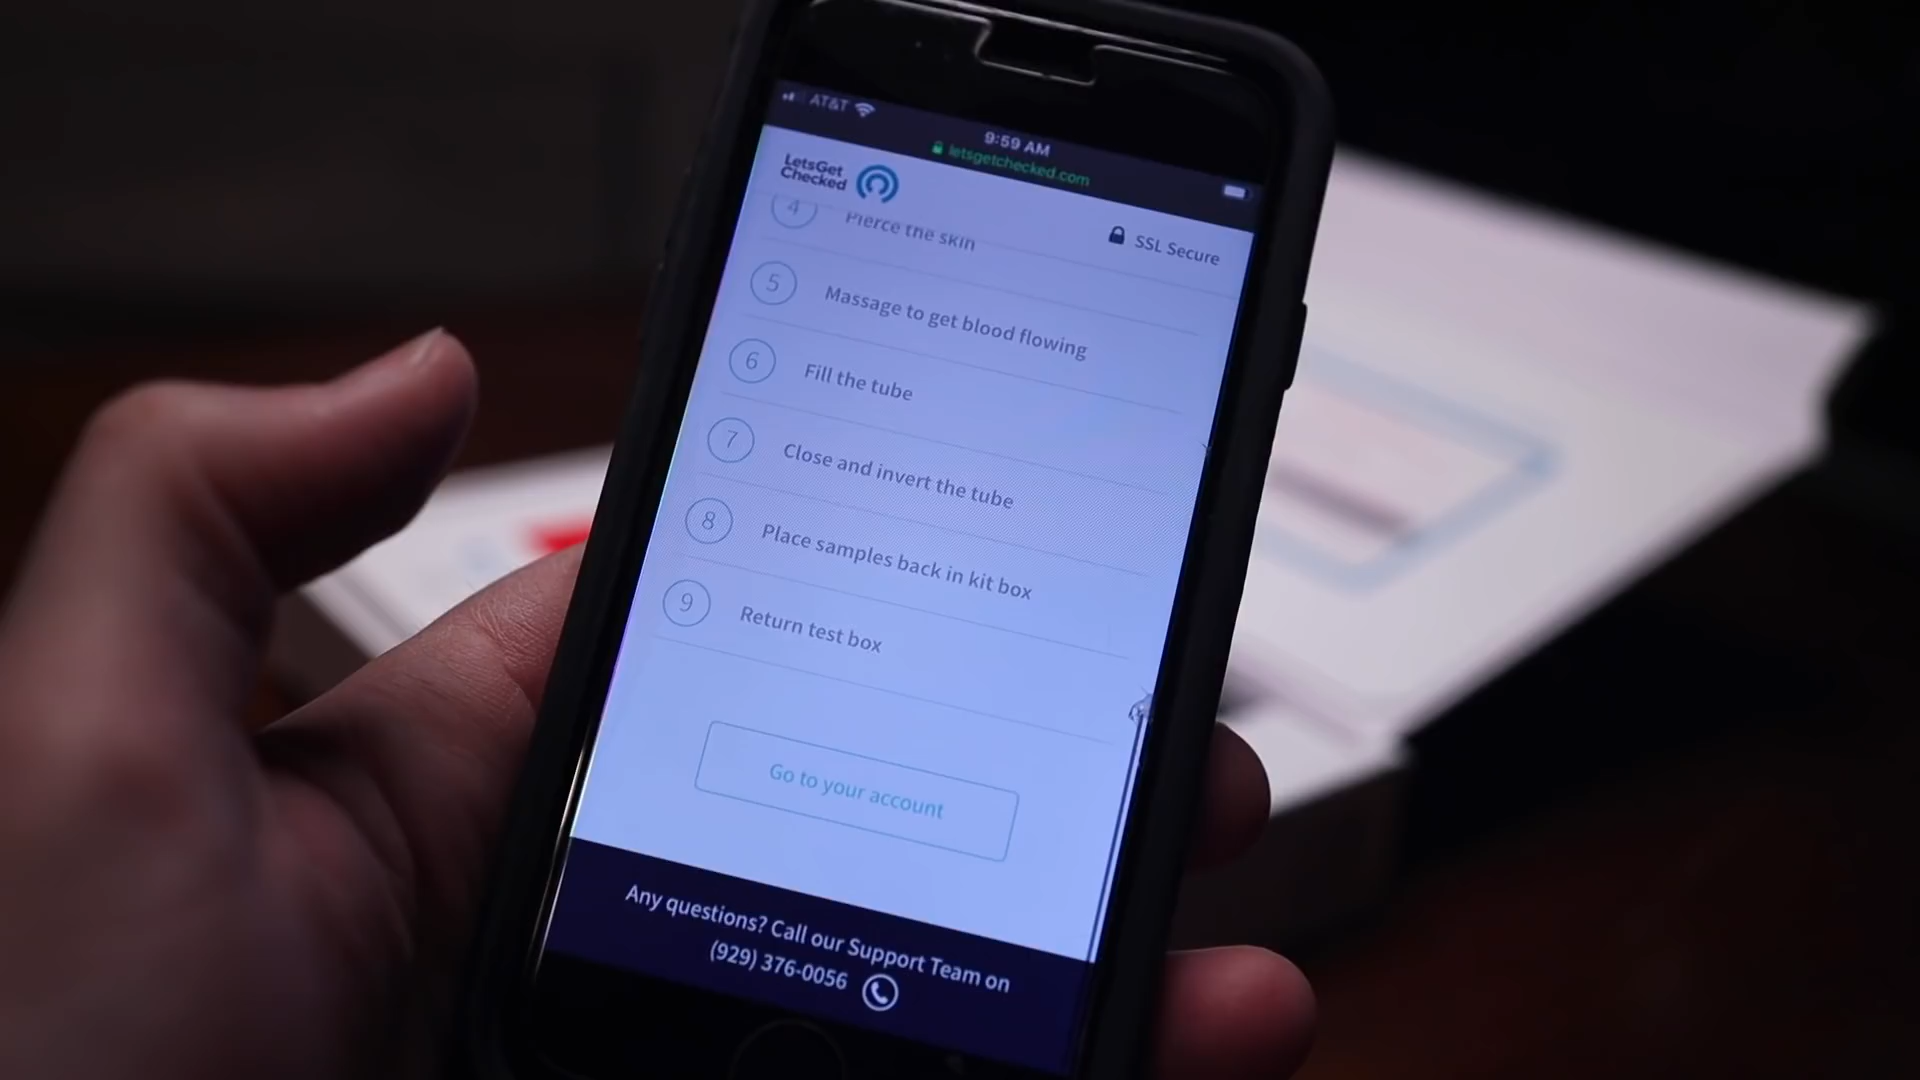 AT&T
9:59 AM
letsgetchecked.com
LetsGet
Checked
SSL Secure
4 Pierce the skin
5 Massage to get blood flowing
6 Fill the tube
7 Close and invert the tube
8 Place samples back in kit box
9 Return test box
Go to your account
Any questions? Call our Support Team on
(929) 376-0056